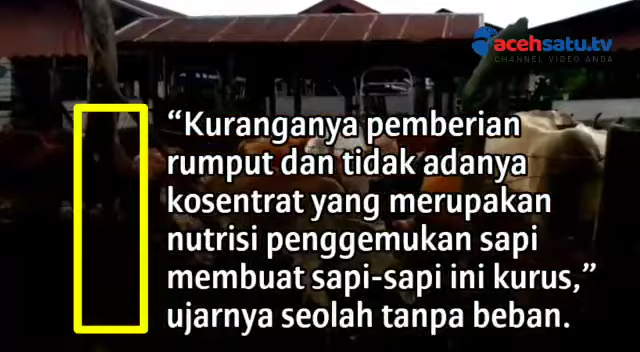 acehsatu.tv
CHANNEL VIDEO ANDA
“Kuranganya pemberian
rumput dan tidak adanya
kosentrat yang merupakan
nutrisi penggemukan sapi
membuat sapi-sapi ini kurus,”
ujarnya seolah tanpa beban.